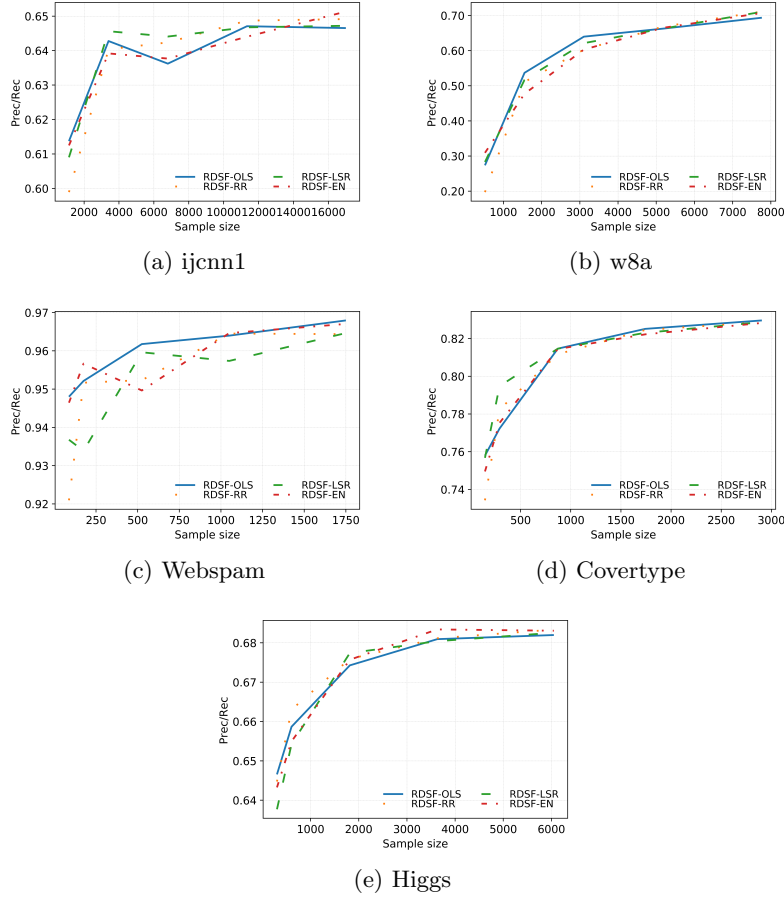 0.65
0.64
0.63
0.62
0.61
0.60
Prec/Rec
RDSF-OLS
RDSF-RR
RDSF-LSR
RDSF-EN
2000 4000 6000 8000 10000 12000 14000 16000
Sample size
(a) ijcnn1
0.70
0.60
0.50
0.40
0.30
0.20
Prec/Rec
RDSF-OLS
RDSF-RR
RDSF-LSR
RDSF-EN
1000 2000 3000 4000 5000 6000 7000 8000
Sample size
(b) w8a
0.97
0.96
0.95
0.94
0.93
0.92
Prec/Rec
RDSF-OLS
RDSF-RR
RDSF-LSR
RDSF-EN
250 500 750 1000 1250 1500 1750
Sample size
(c) Webspam
0.82
0.80
0.78
0.76
0.74
Prec/Rec
RDSF-OLS
RDSF-RR
RDSF-LSR
RDSF-EN
500 1000 1500 2000 2500 3000
Sample size
(d) Covertype
0.68
0.67
0.66
0.65
0.64
Prec/Rec
RDSF-OLS
RDSF-RR
RDSF-LSR
RDSF-EN
1000 2000 3000 4000 5000 6000
Sample size
(e) Higgs